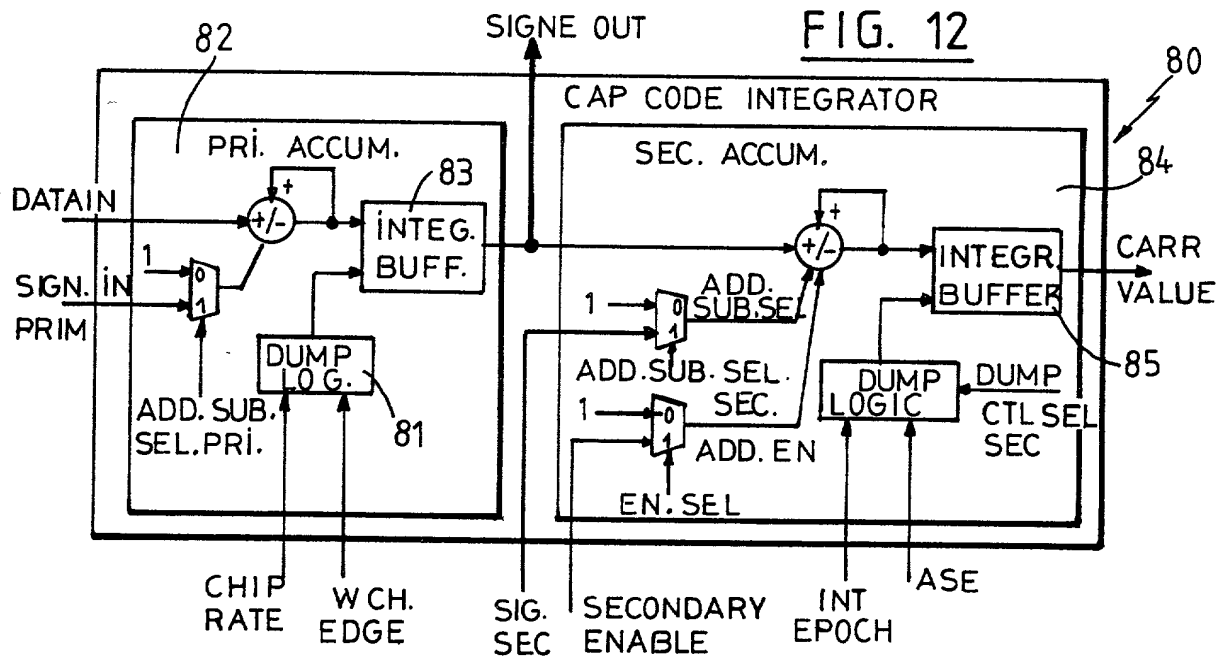 FIG. 12
SIGNE OUT
82
80
CAP CODE INTEGRATOR
PRi. ACCUM.
SEC. ACCUM.
83
84
DATAIN
+
+/-
iNTEG.
BUFF.
1
0
1
SIGN. iN
PRIM
+
+/-
INTEGR.
BUFFER
CARR
VALUE
1
0
1
ADD.
SUB.SEL
85
DUMP
LOG.
81
ADD. SUB.
SEL. PRi.
ADD.SUB. SEL.
SEC.
1
0
1
ADD. EN
EN. SEL
DUMP
LOGIC
DUMP
CTL SEL
SEC
CHIP
RATE
W CH.
EDGE
SIG.
SEC
SECONDARY
ENABLE
INT
EPOCH
ASE